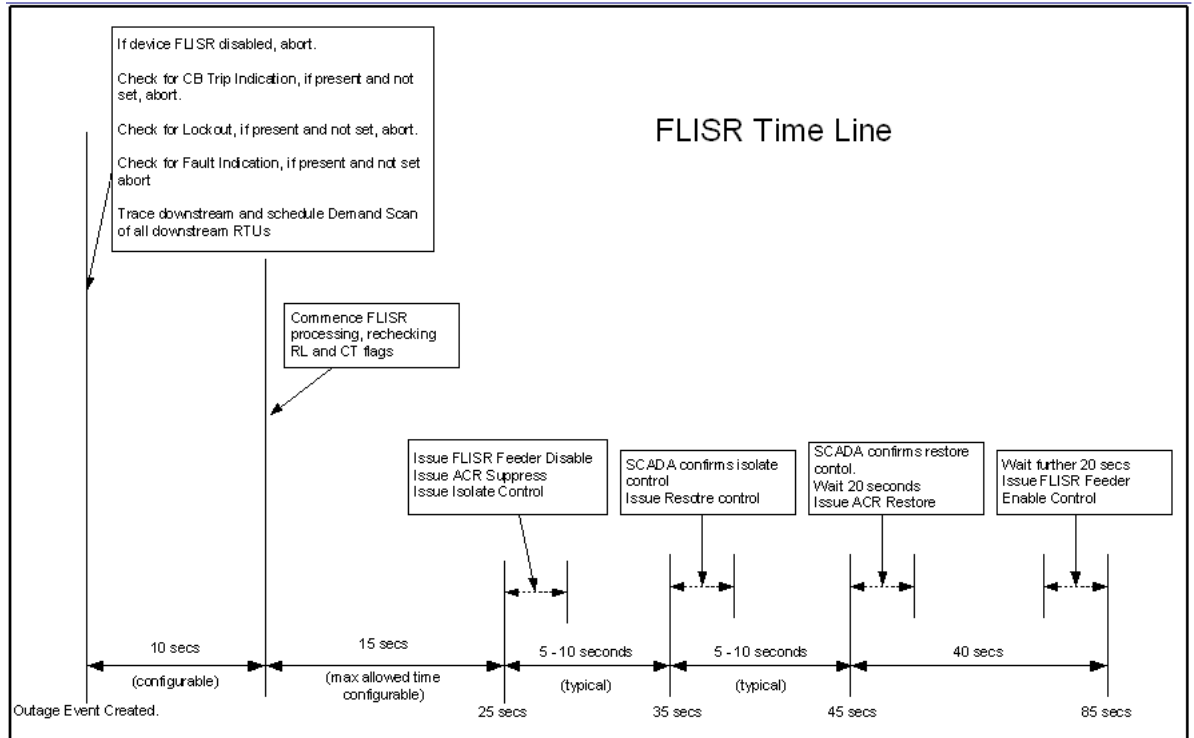 If device FLISR disabled, abort.
Check for CB Trip Indication, if present and not
set, abort.
Check for Lockout, if present and not set, abort.
Check for Fault Indication, if present and not set
abort
Trace downstream and schedule Demand Scan
of all downstream RTUs
FLISR Time Line
Commence FLISR
processing, rechecking
RL and CT flags
Issue FLISR Feeder Disable
Issue ACR Suppress
Issue Isolate Control
SCADA confirms isolate
control
Issue Resotre control
SCADA confirms restore
contol.
Wait 20 seconds
Issue ACR Restore
Wait further 20 secs
Issue FLISR Feeder
Enable Control
10 secs
(configurable)
15 secs
(max allowed time
configurable)
5 - 10 seconds
(typical)
5 - 10 seconds
(typical)
40 secs
Outage Event Created.
25 secs
35 secs
45 secs
85 secs